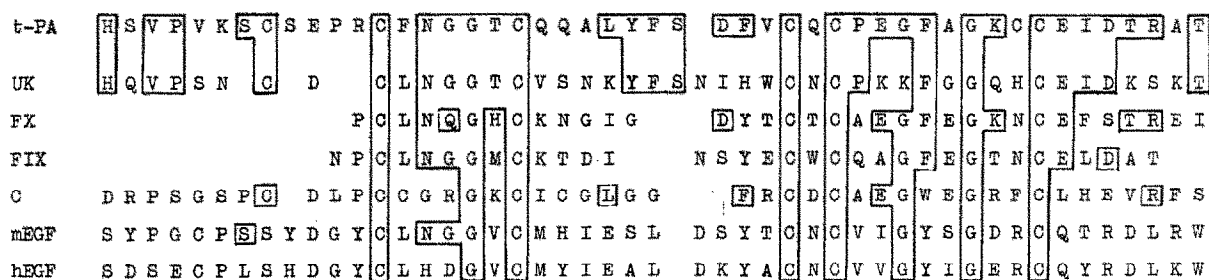 t-PA H S V P V K S C S E P R C F N G G T C Q Q A L Y F S D F V C Q C P E G F A G K C C E I D T R A T
UK H Q V P S N C D C L N G G T C V S N K Y F S N I H W C N C P K K F G G Q H C E I D K S K T
FX P C L N Q G H C K N G I G D Y T C T C A E G F E G K N C E F S T R E I
FIX N P C L N G G M C K T D I N S Y E C W C Q A G F E G T N C E L D A T
C D R P S G S P C D L P C C G R G K C I C G L G G F R C D C A E G W E G R F C L H E V R F S
mEGF S Y P G C P S S Y D G Y C L N G G V C M H I E S L D S Y T C N C V I G Y S G D R C Q T R D L R W
hEGF S D S E C P L S H D G Y C L H D G V C M Y I E A L D K Y A C N C V V G Y I G E R C Q Y R D L K W